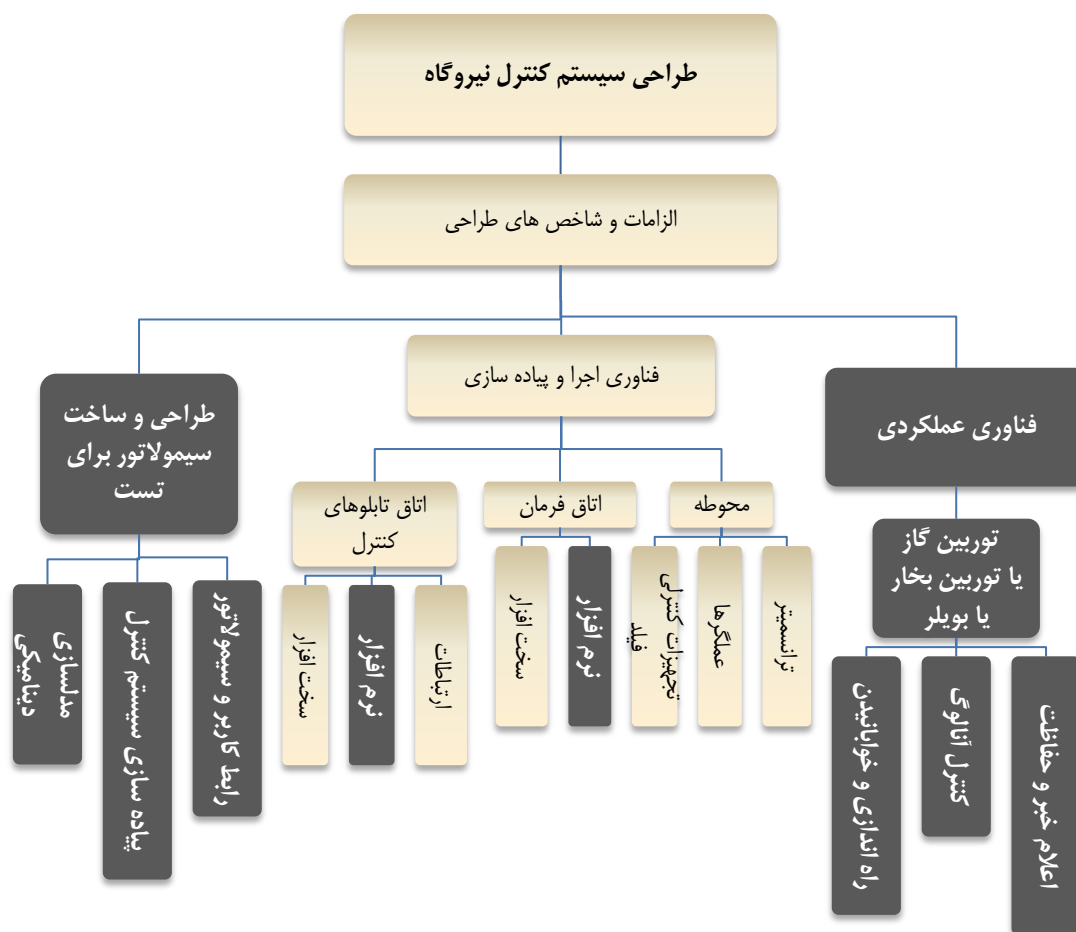 طراحی سیستم کنترل نیروگاه
الزامات و شاخص های طراحی
فناوری عملکردی
فناوری اجرا و پیاده سازی
طراحی و ساخت
سیمولاتور برای
تست
توربین گاز
یا توربین بخار
یا بویلر
محوطه
اتاق فرمان
اتاق تابلوهای
کنترل
اعلام خبر و حفاظت
کنترل آنالوگ
راه اندازی و خوابانیدن
ترانسمیتر
عملگرها
تجهیزات کنترلی
فیلد
نرم افزار
سخت افزار
ارتباطات
نرم افزار
سخت افزار
رابط کاربر و سیمولاتور
پیاده سازی سیستم کنترل
مدلسازی
دینامیکی